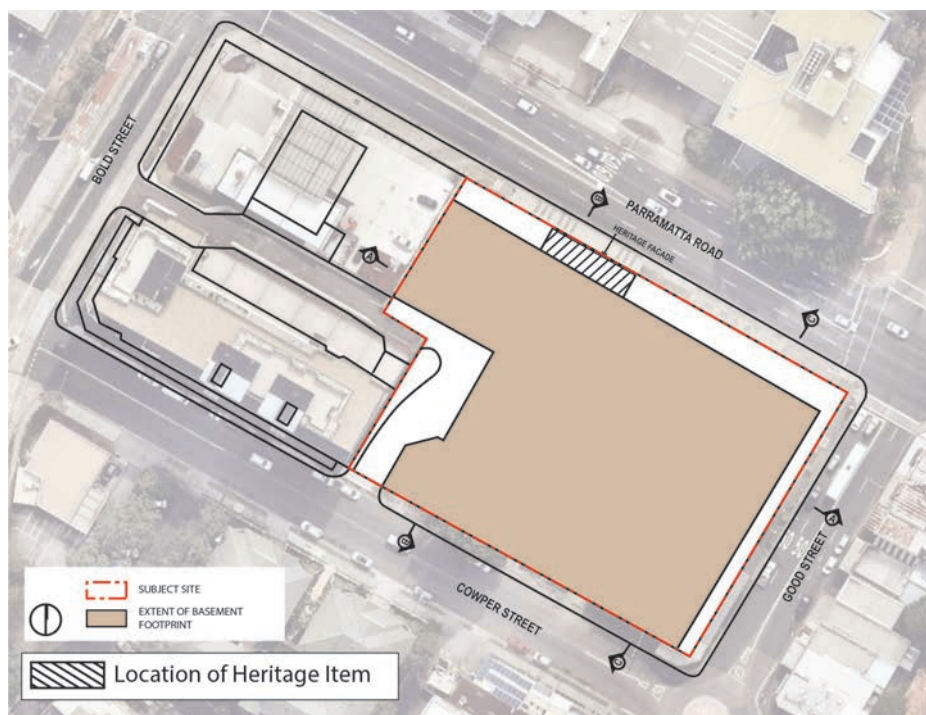 BOLD STREET
PARRAMATTA ROAD
HERITAGE FACADE
B
C
A
A
GOOD STREET
B
COWPER STREET
C
SUBJECT SITE
EXTENT OF BASEMENT
FOOTPRINT
Location of Heritage Item